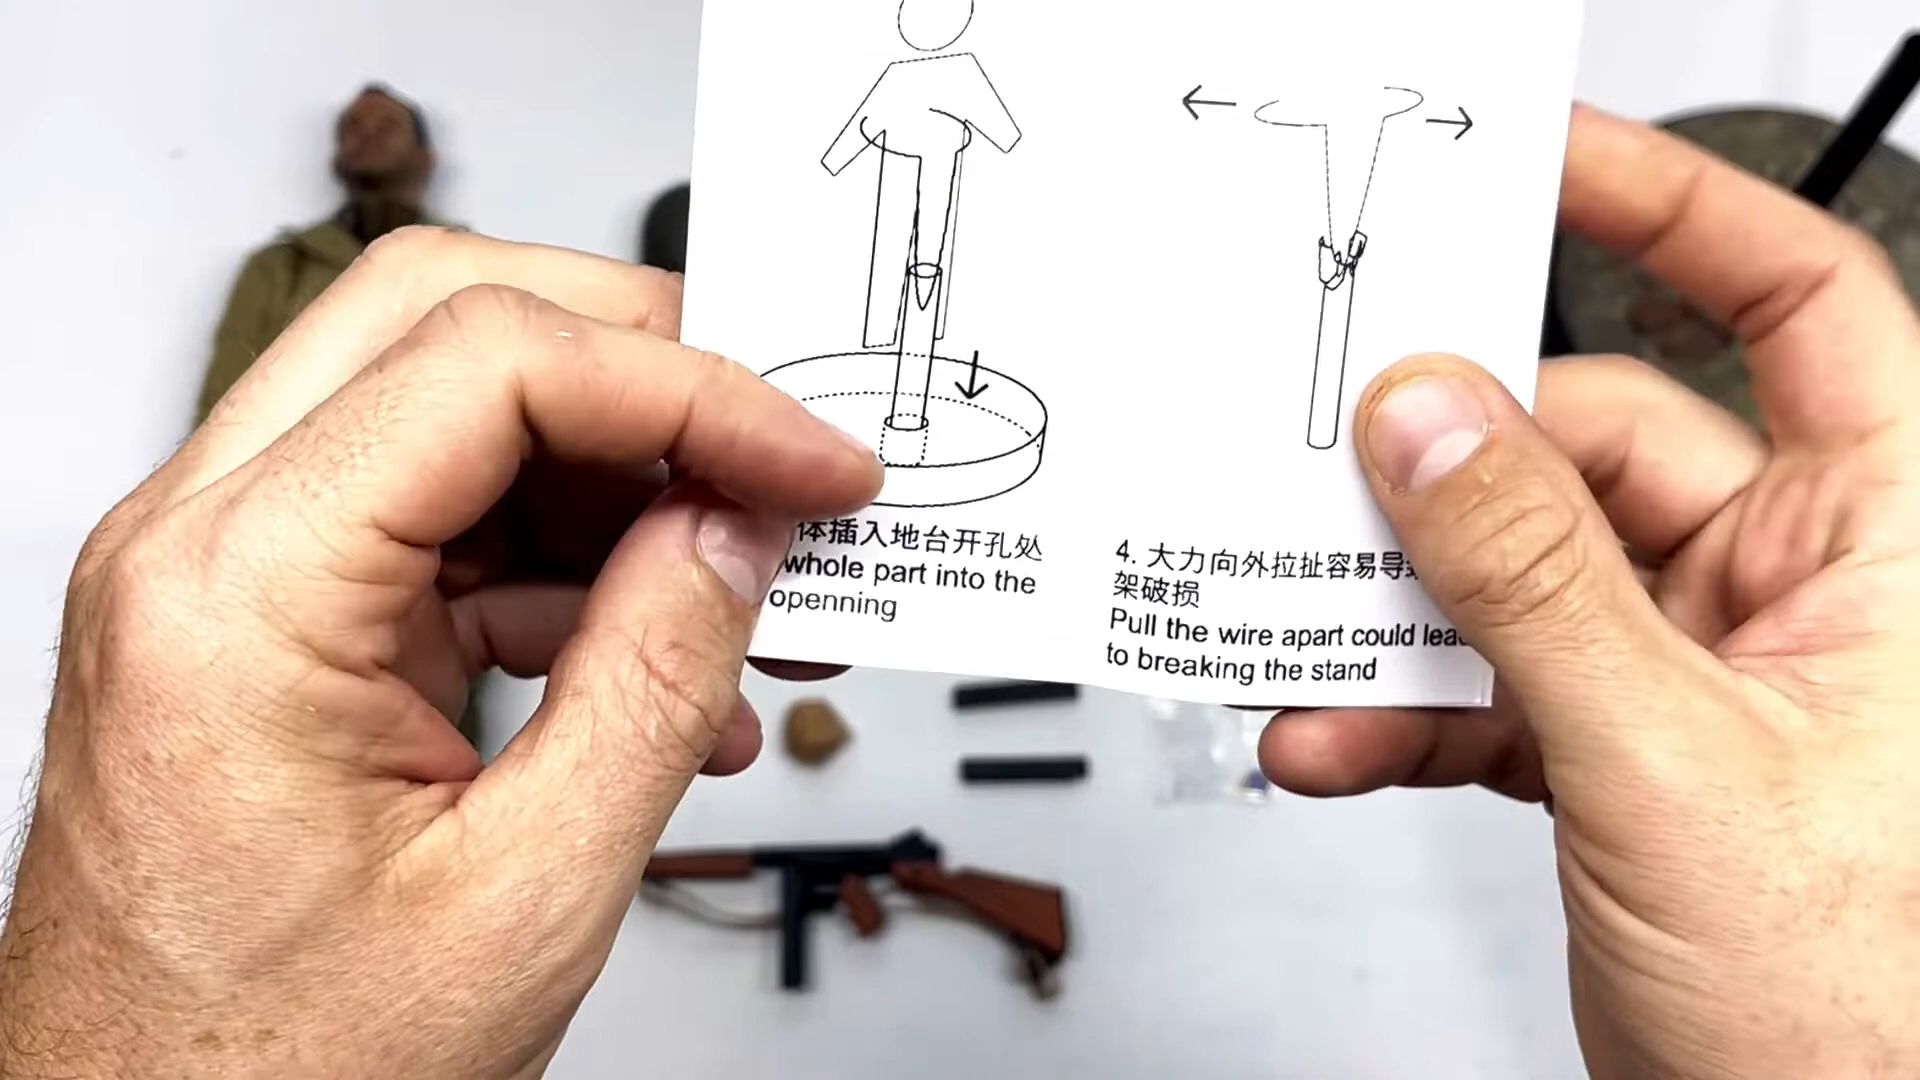 体插入地台开孔处
whole part into the
openning
4. 大力向外拉扯容易导
架破损
Pull the wire apart could lead
to breaking the stand